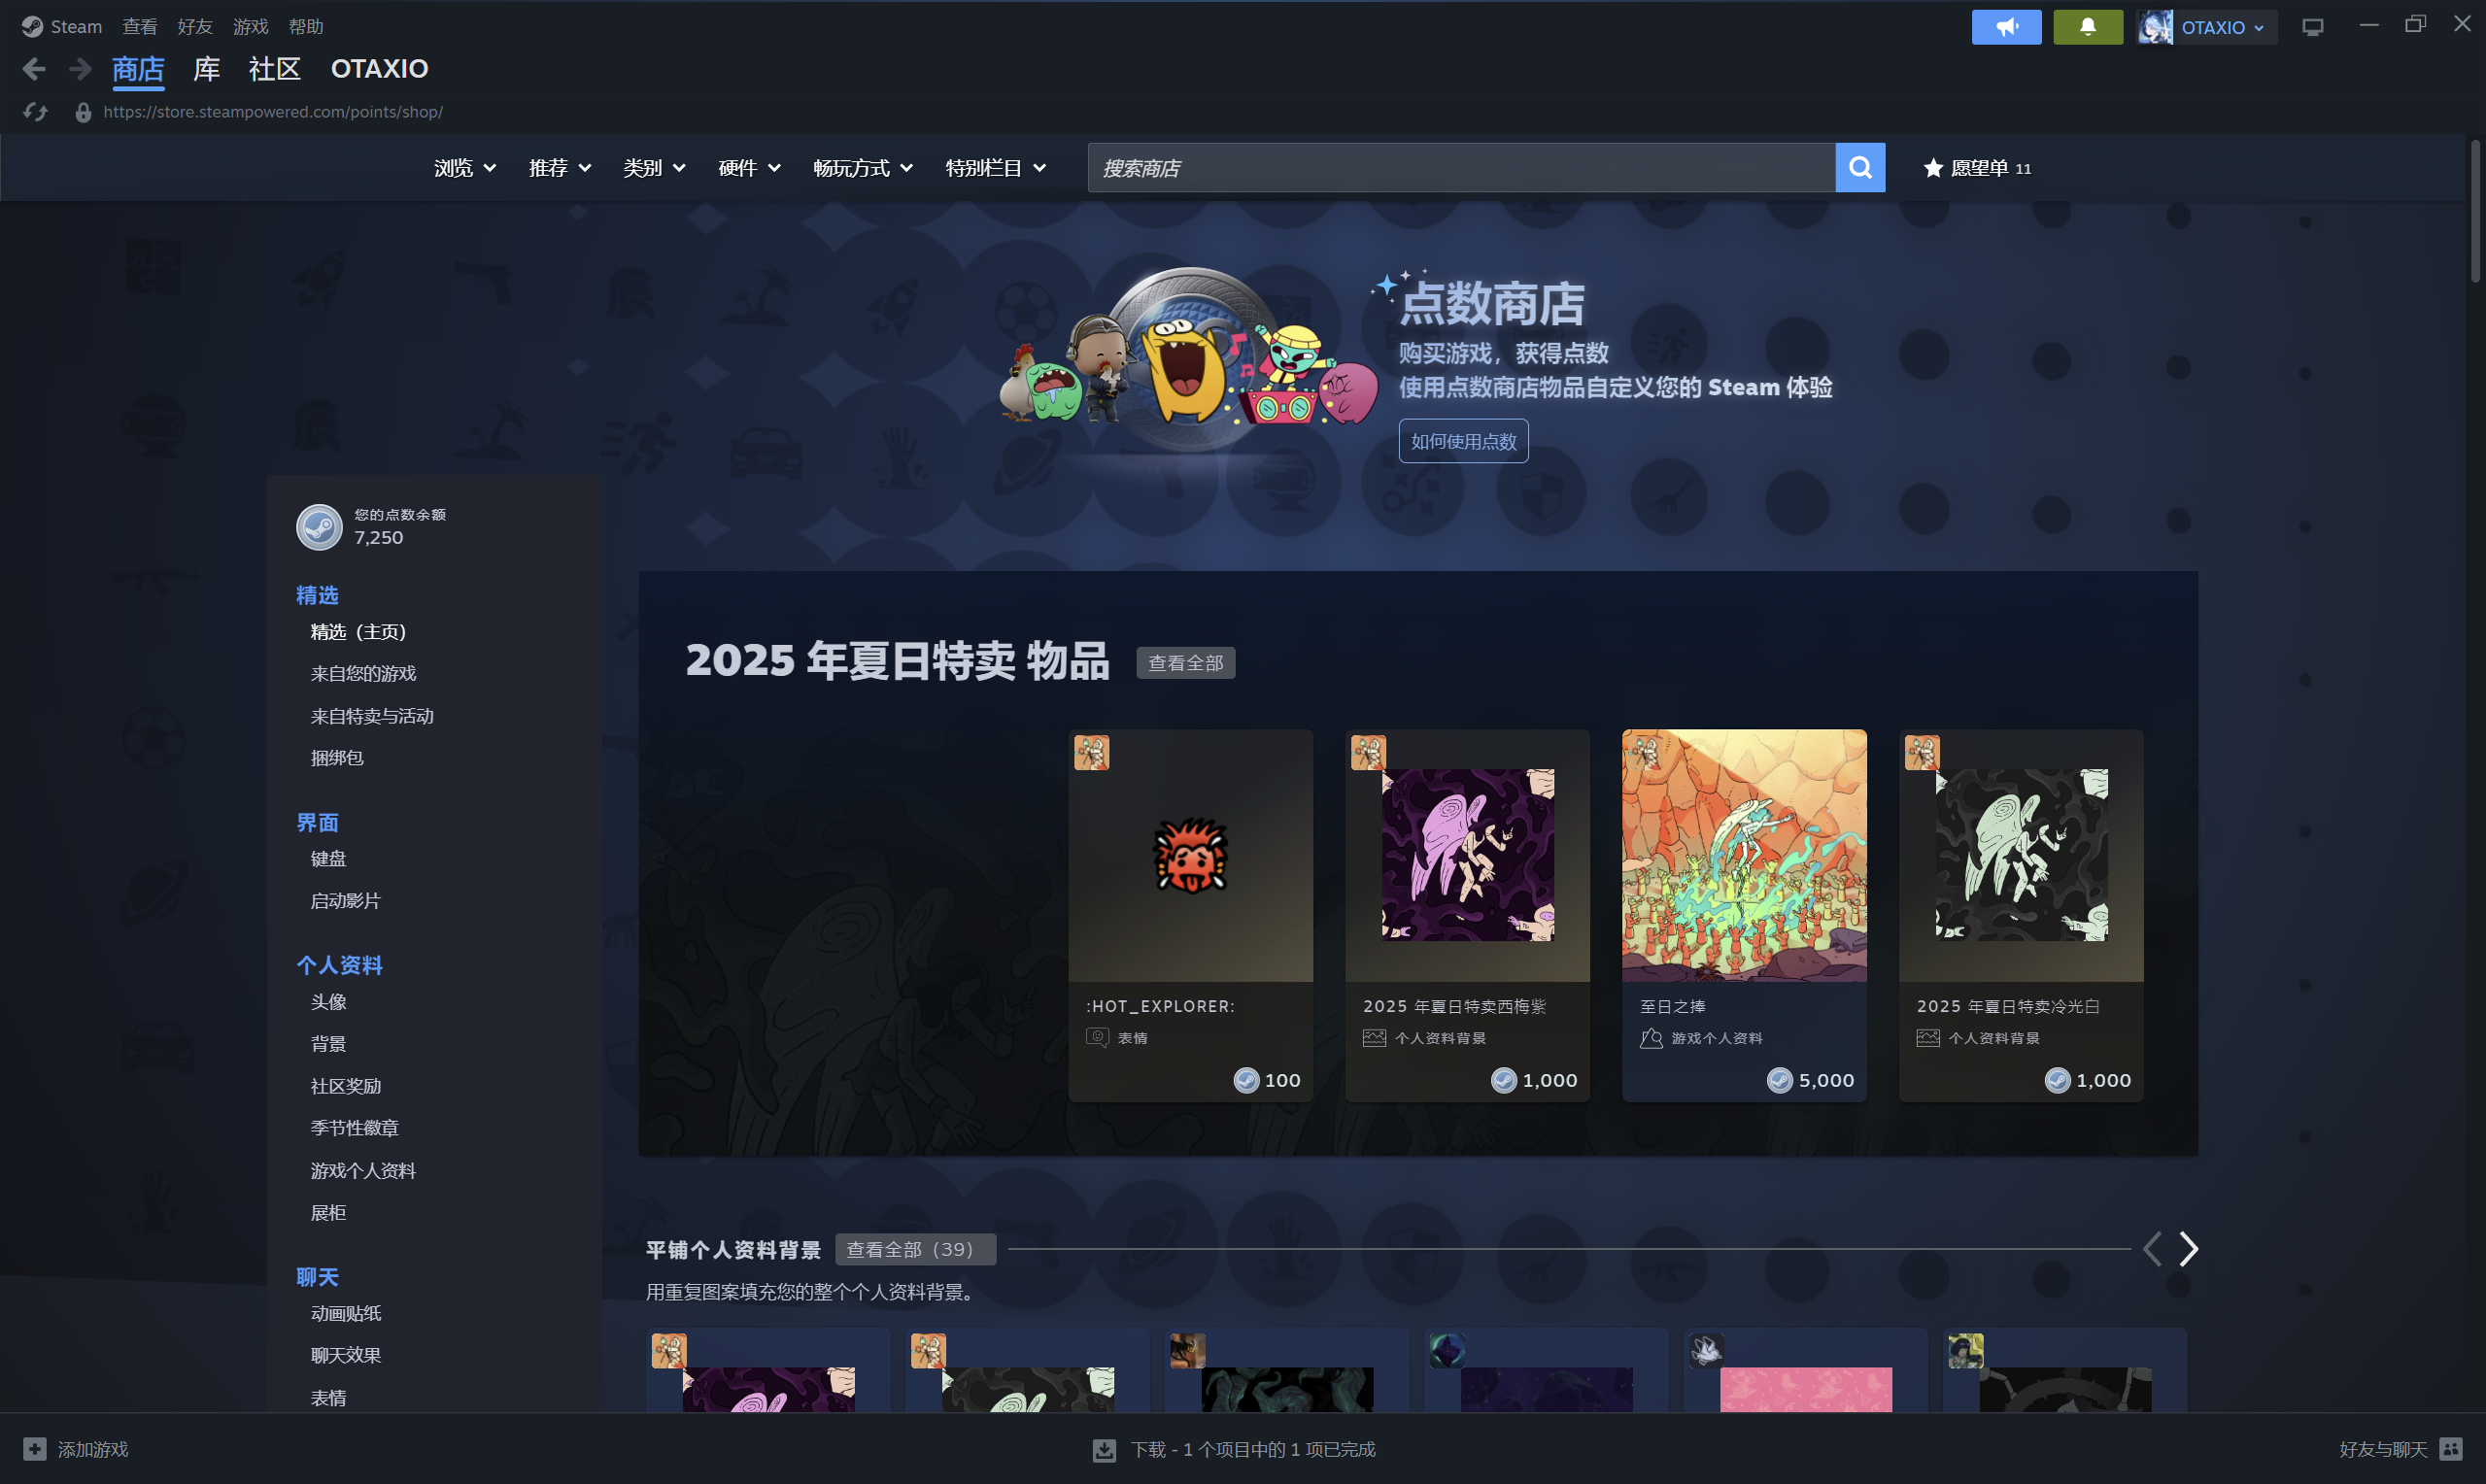 Steam 查看 好友 游戏 帮助
OTAXIO
商店 库 社区 OTAXIO
https://store.steampowered.com/points/shop/
浏览 推荐 类别 硬件 畅玩方式 特别栏目
搜索商店
愿望单 11
点数商店
购买游戏，获得点数
使用点数商店物品自定义您的 Steam 体验
如何使用点数
您的点数余额
7,250
精选
精选（主页）
来自您的游戏
来自特卖与活动
捆绑包
界面
键盘
启动影片
个人资料
头像
背景
社区奖励
季节性徽章
游戏个人资料
展柜
聊天
动画贴纸
聊天效果
表情
2025 年夏日特卖 物品
查看全部
:HOT_EXPLORER:
表情
100
2025 年夏日特卖西梅紫
个人资料背景
1,000
至日之捧
游戏个人资料
5,000
2025 年夏日特卖冷光白
个人资料背景
1,000
平铺个人资料背景
查看全部（39）
用重复图案填充您的整个个人资料背景。
添加游戏
下载 - 1 个项目中的 1 项已完成
好友与聊天